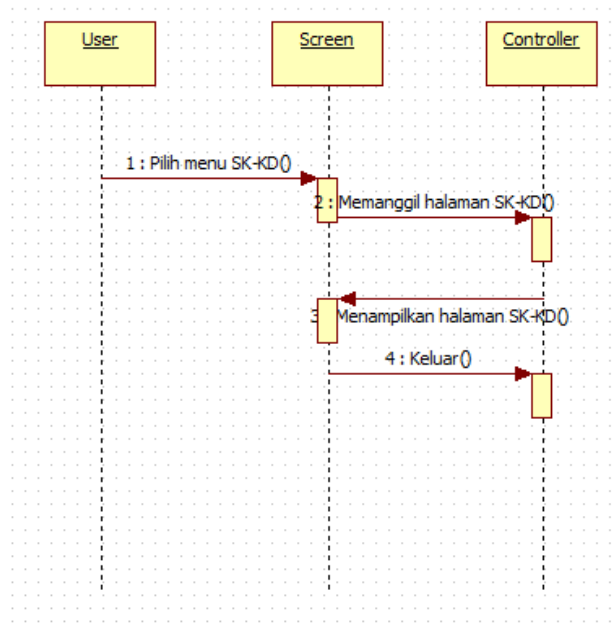 User
Screen
Controller
1 : Pilih menu SK-KD()
2 : Memanggil halaman SK-KD()
3 : Menampilkan halaman SK-KD()
4 : Keluar()